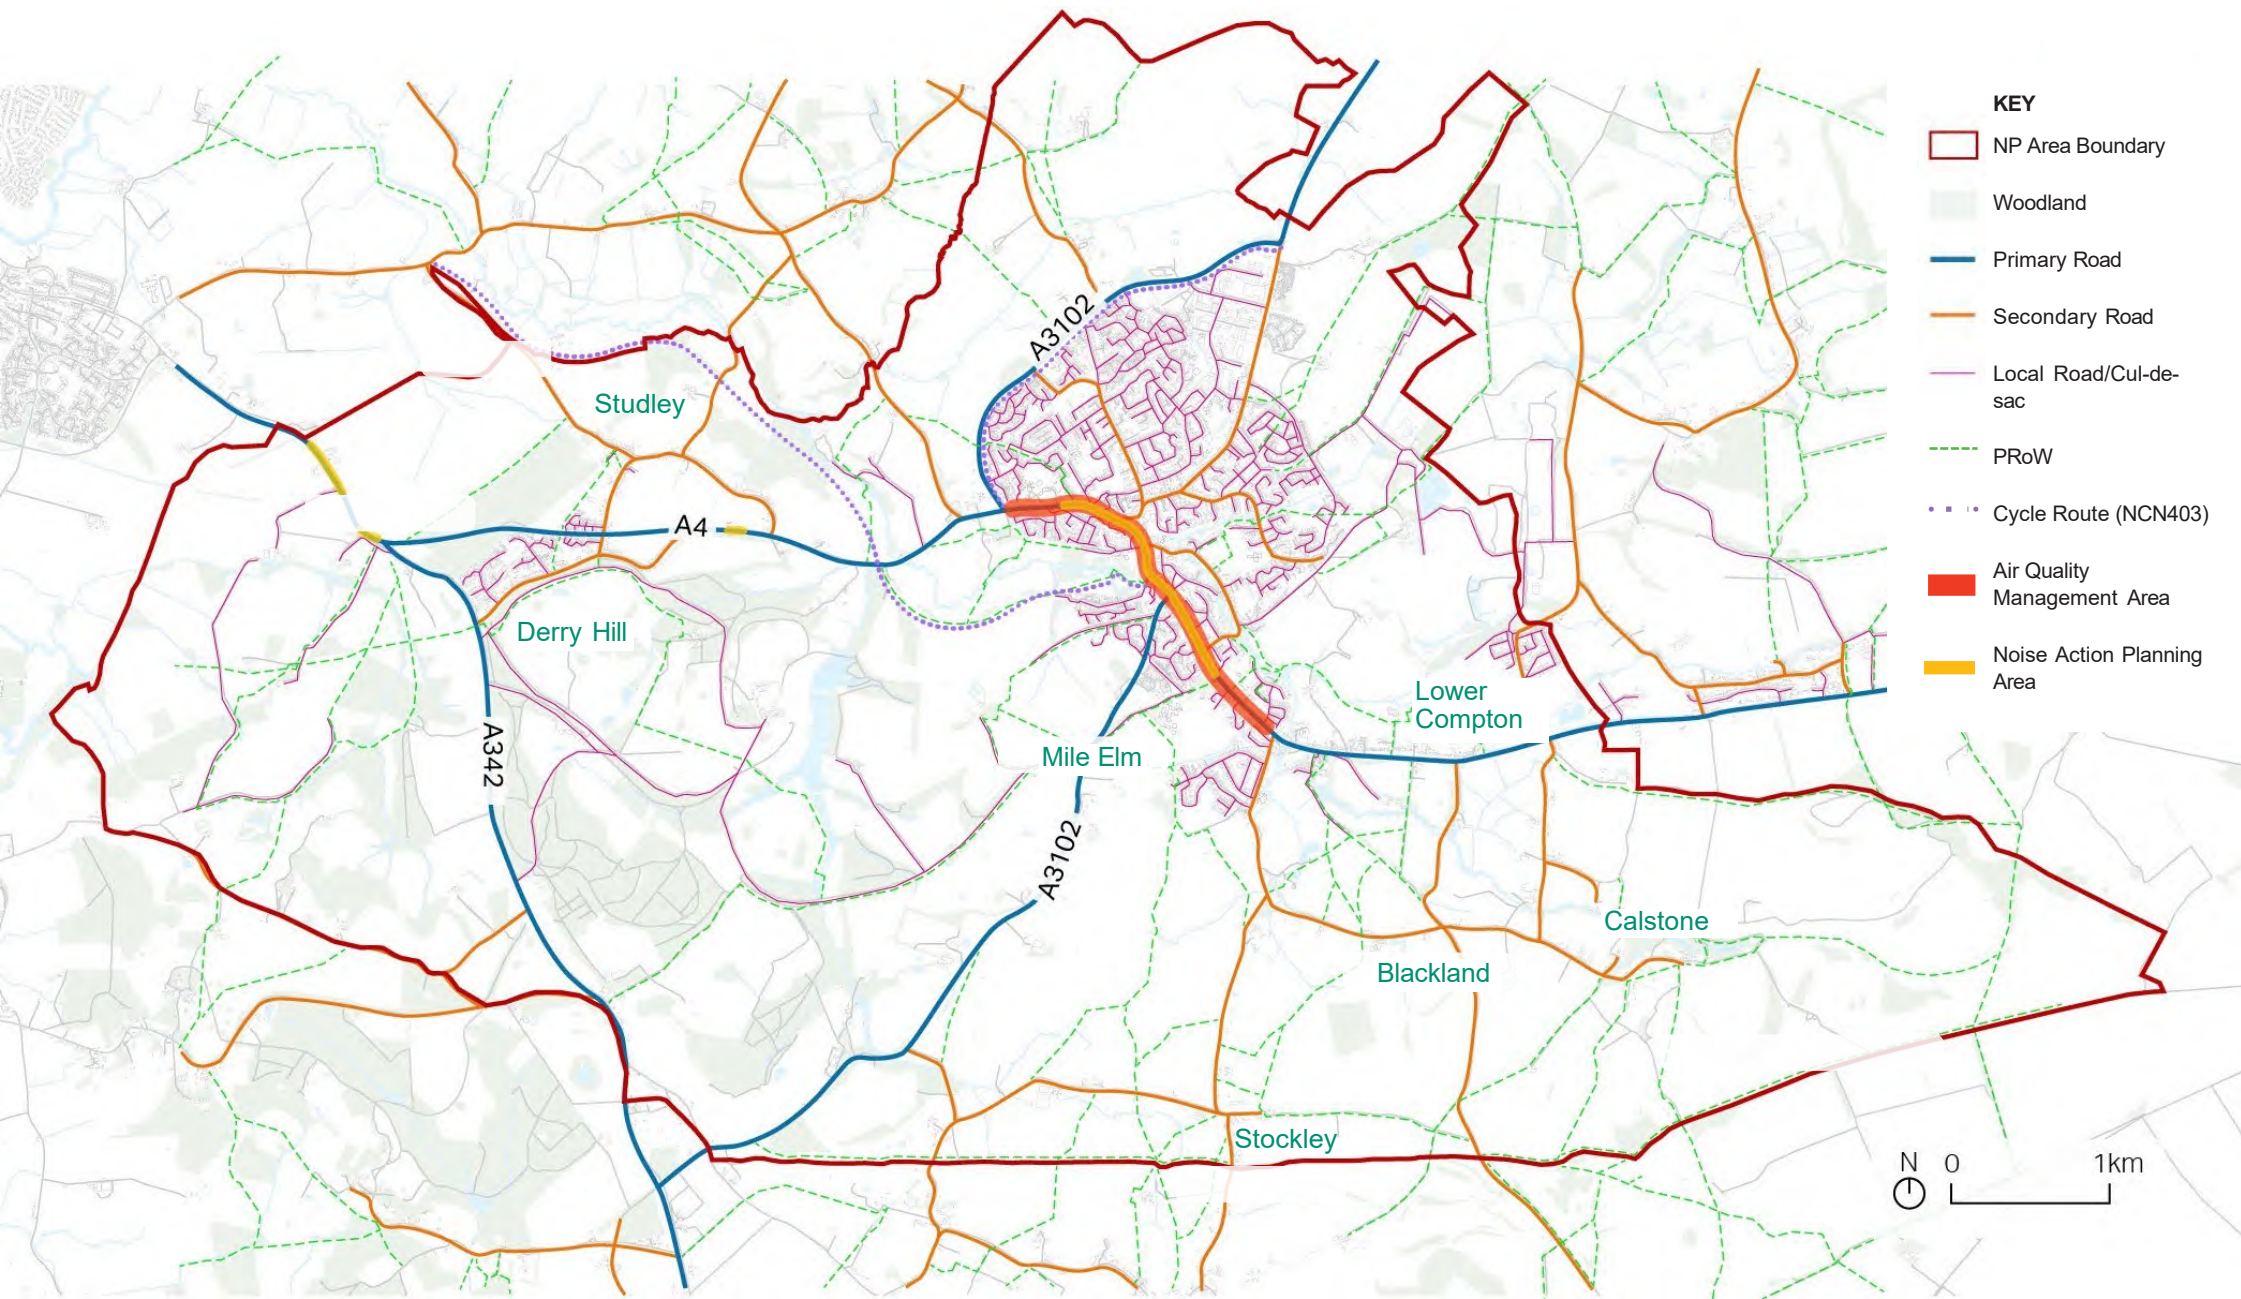 KEY
NP Area Boundary
Woodland
Primary Road
Secondary Road
Local Road/Cul-de-
sac
PRoW
Cycle Route (NCN403)
Air Quality
Management Area
Noise Action Planning
Area
A3102
Studley
A4
Derry Hill
Lower
Compton
A342
Mile Elm
A3102
Calstone
Blackland
Stockley
N 0 1km